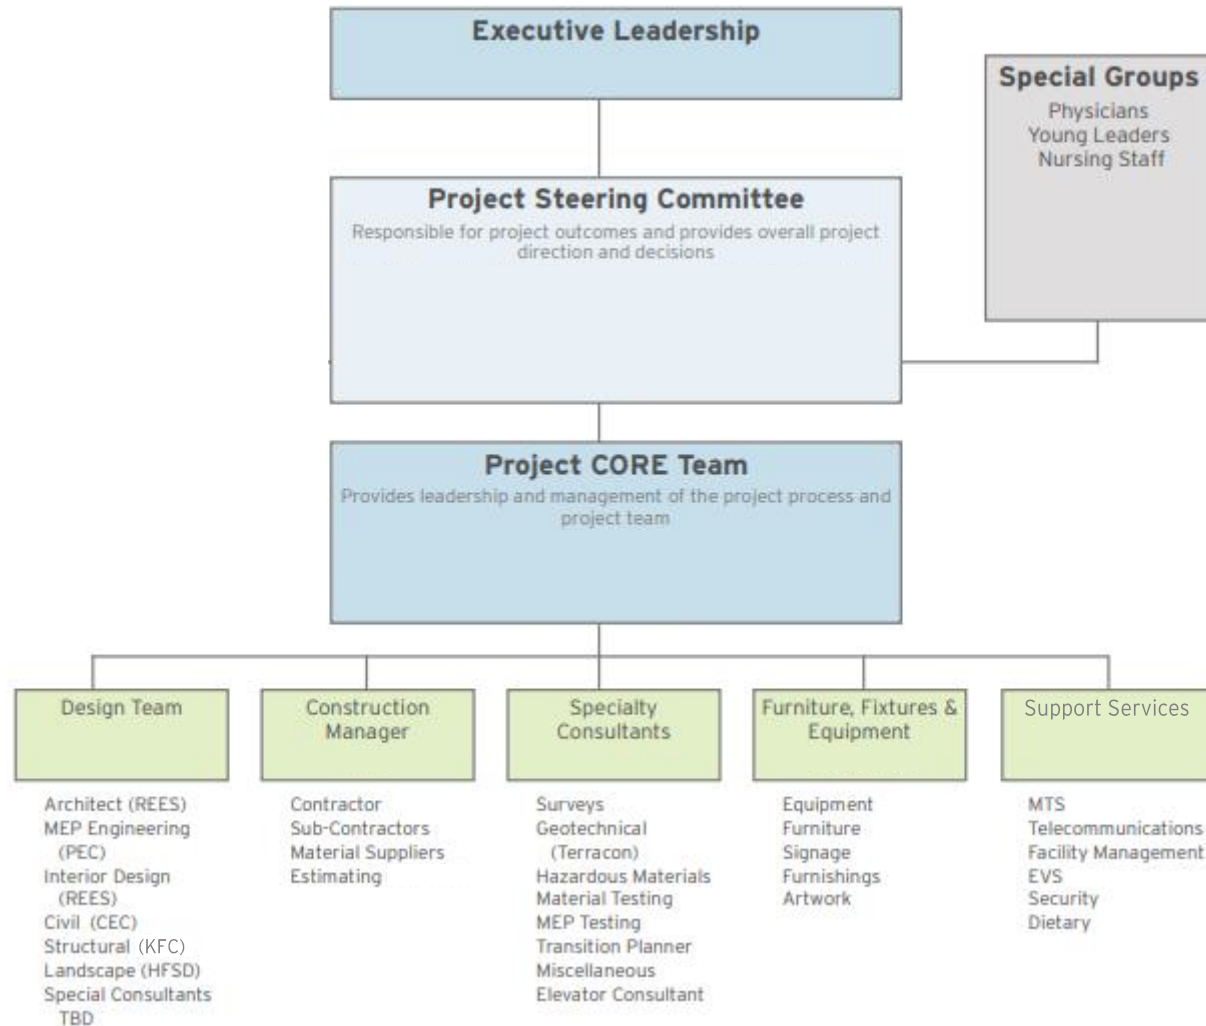 Executive Leadership
Special Groups
Physicians
Young Leaders
Nursing Staff
Project Steering Committee
Responsible for project outcomes and provides overall project
direction and decisions
Project CORE Team
Provides leadership and management of the project process and
project team
Design Team
Architect (REES)
MEP Engineering
(PEC)
Interior Design
(REES)
Civil (CEC)
Structural (KFC)
Landscape (HFSD)
Special Consultants
TBD
Construction
Manager
Contractor
Sub-Contractors
Material Suppliers
Estimating
Specialty
Consultants
Surveys
Geotechnical
(Terracon)
Hazardous Materials
Material Testing
MEP Testing
Transition Planner
Miscellaneous
Elevator Consultant
Furniture, Fixtures &
Equipment
Equipment
Furniture
Signage
Furnishings
Artwork
Support Services
MTS
Telecommunications
Facility Management
EVS
Security
Dietary